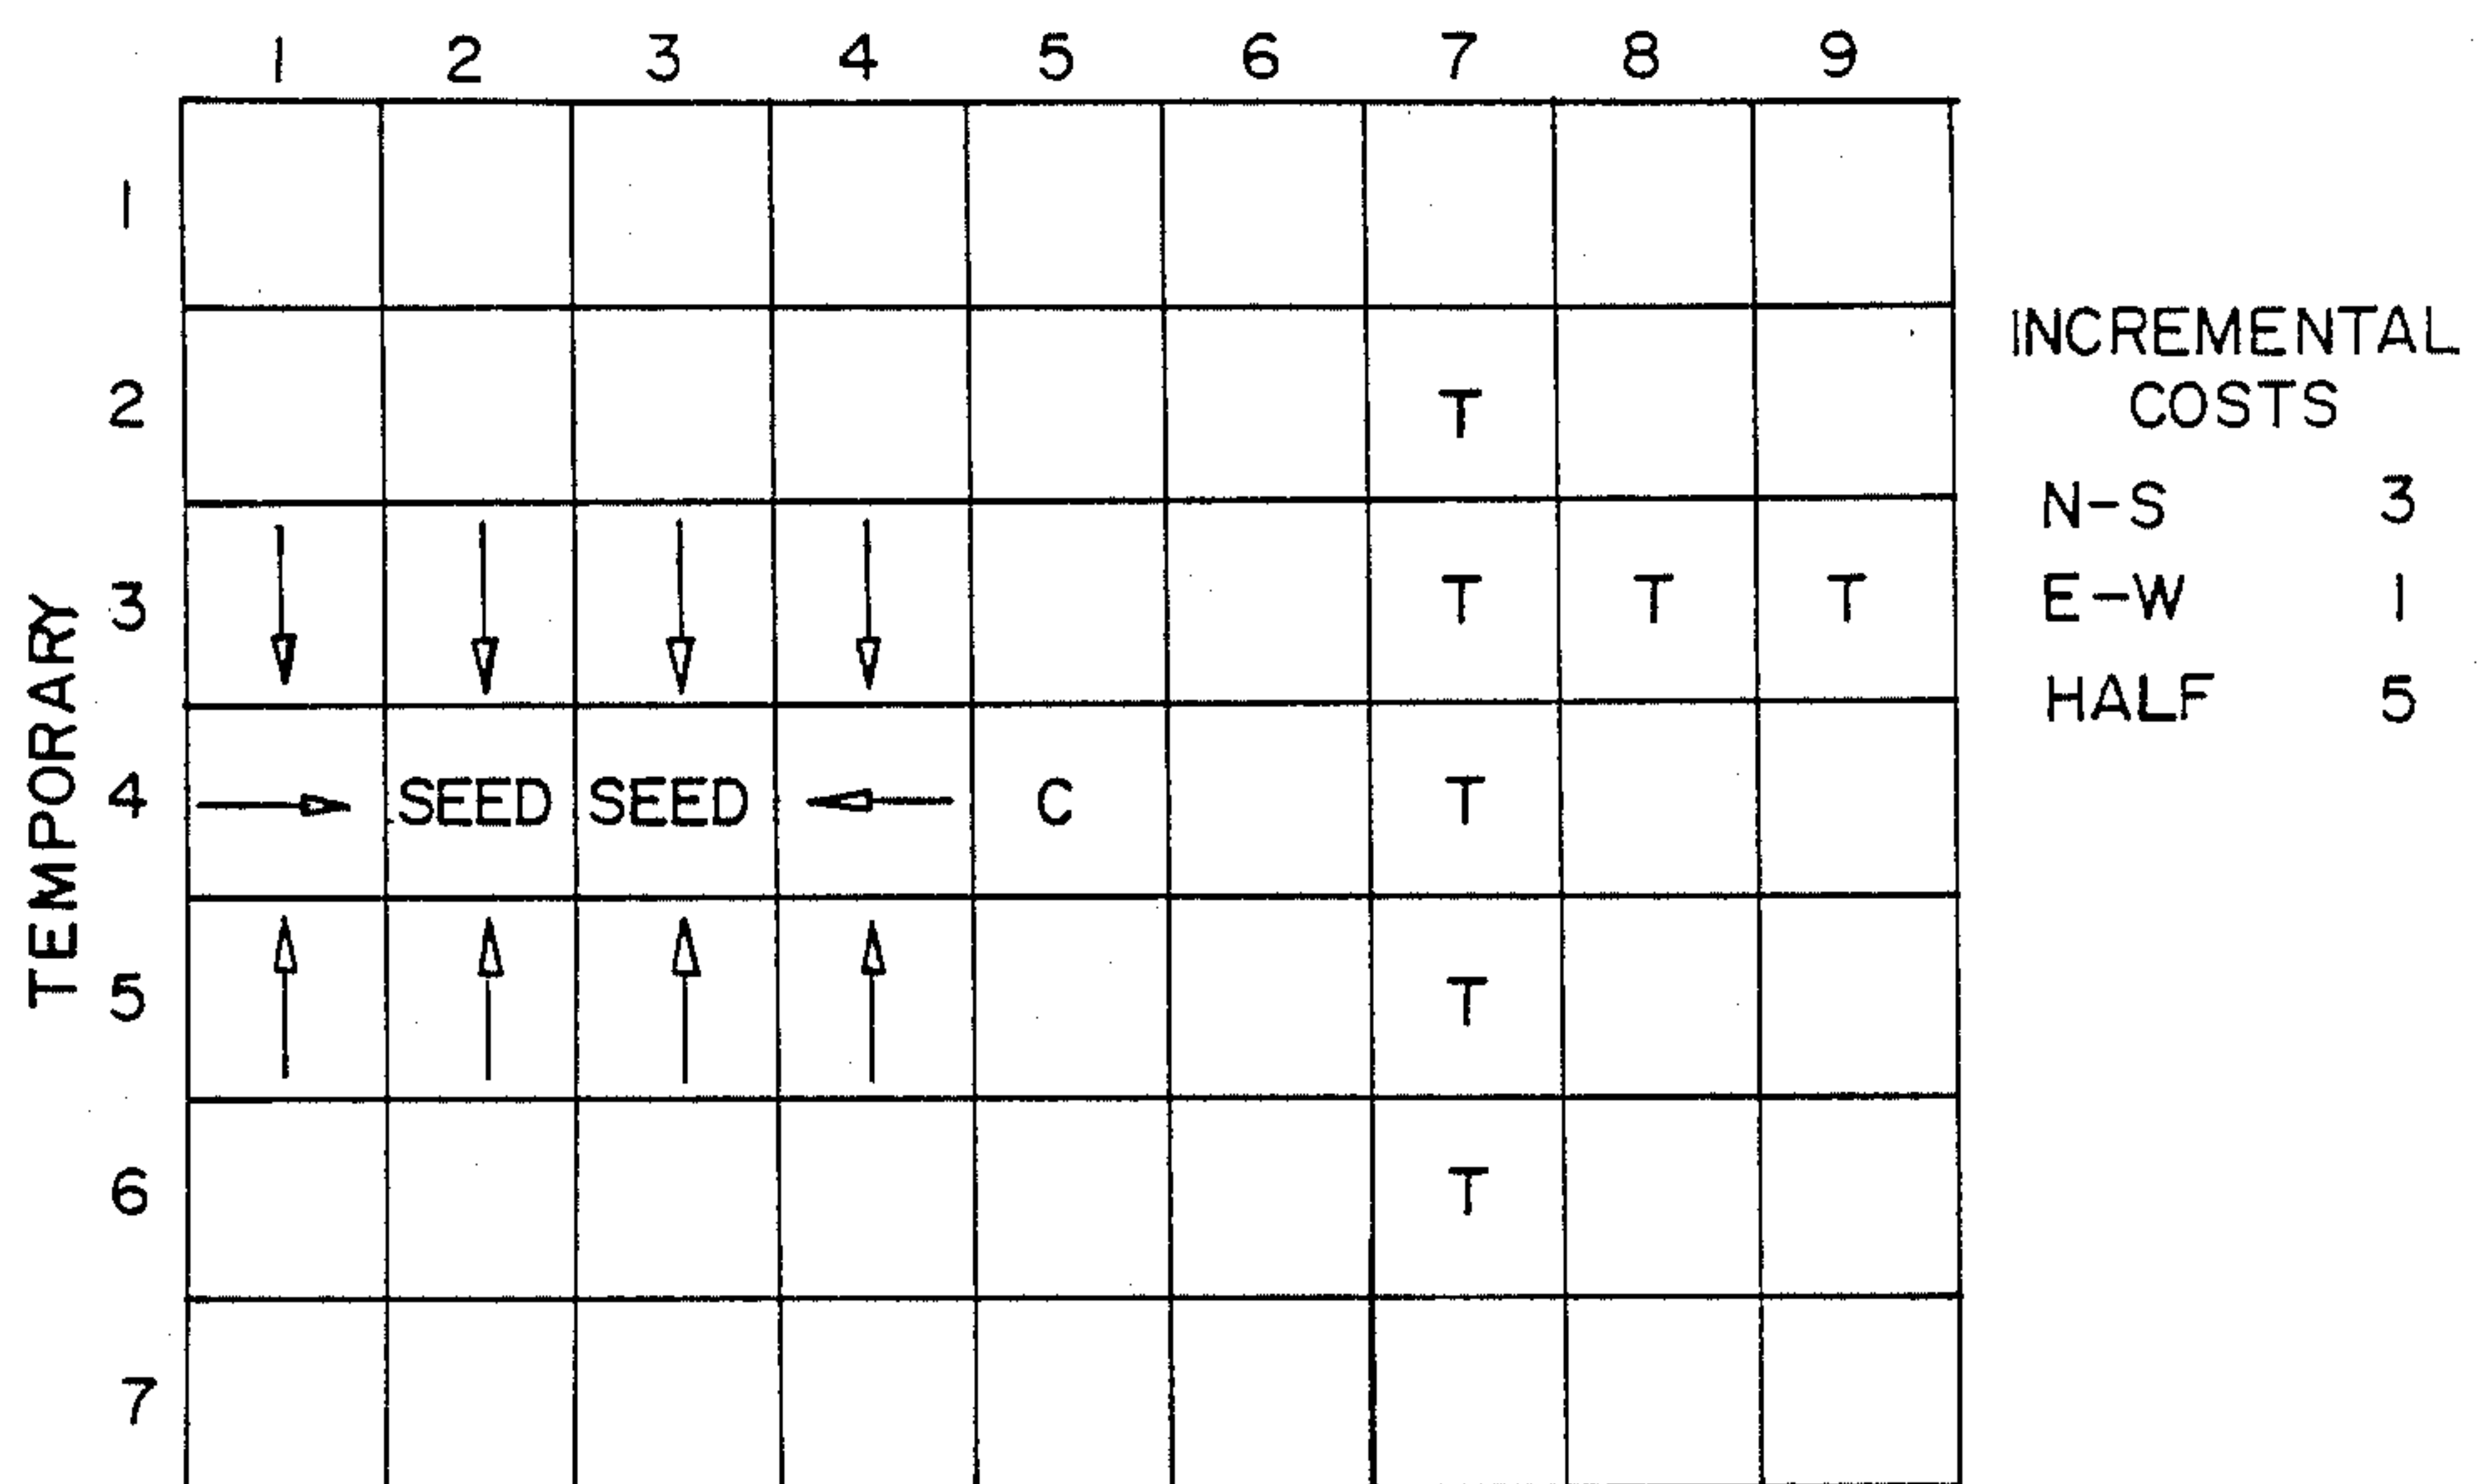 1 2 3 4 5 6 7 8 9
1
2 T
3 T T T
4 SEED SEED C T
5 T
6 T
7
TEMPORARY
INCREMENTAL
COSTS
N-S 3
E-W 1
HALF 5